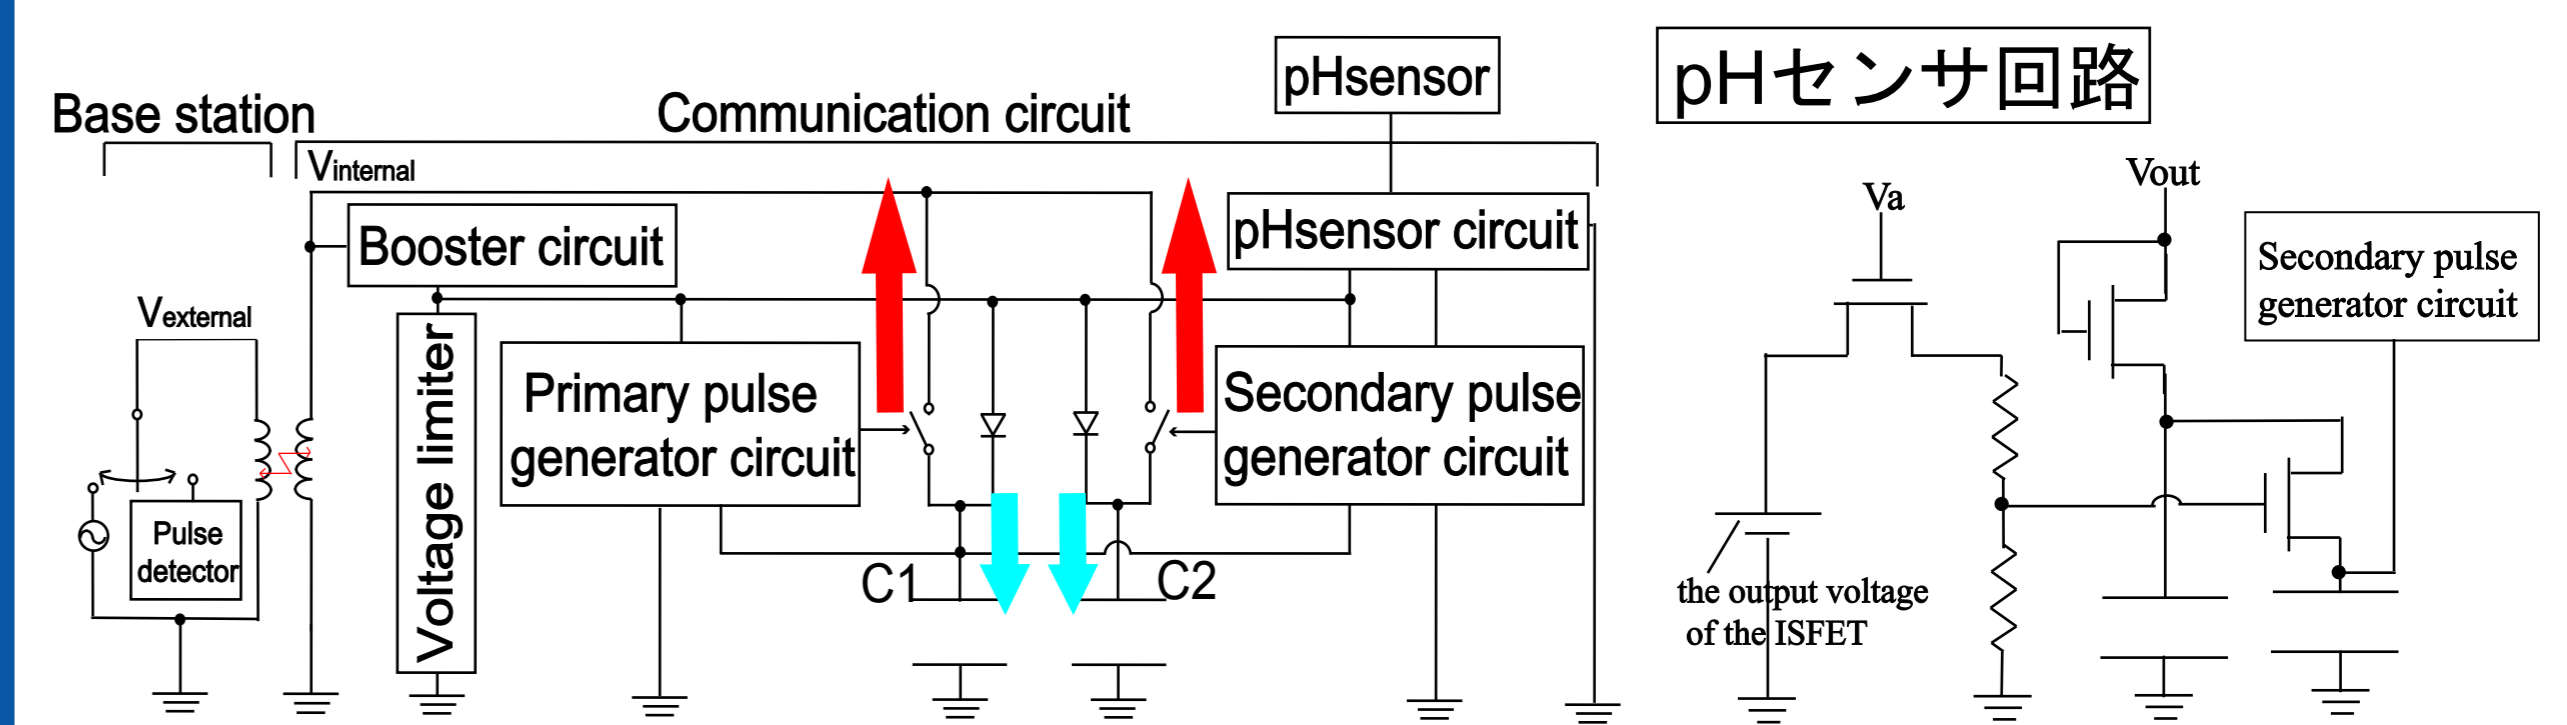 Base station
Communication circuit
pHsensor
pHセンサ回路
Vinternal
Booster circuit
pHsensor circuit
Vexternal
Voltage limiter
Primary pulse
generator circuit
Secondary pulse
generator circuit
Pulse
detector
C1
C2
Va
Vout
Secondary pulse
generator circuit
the output voltage
of the ISFET